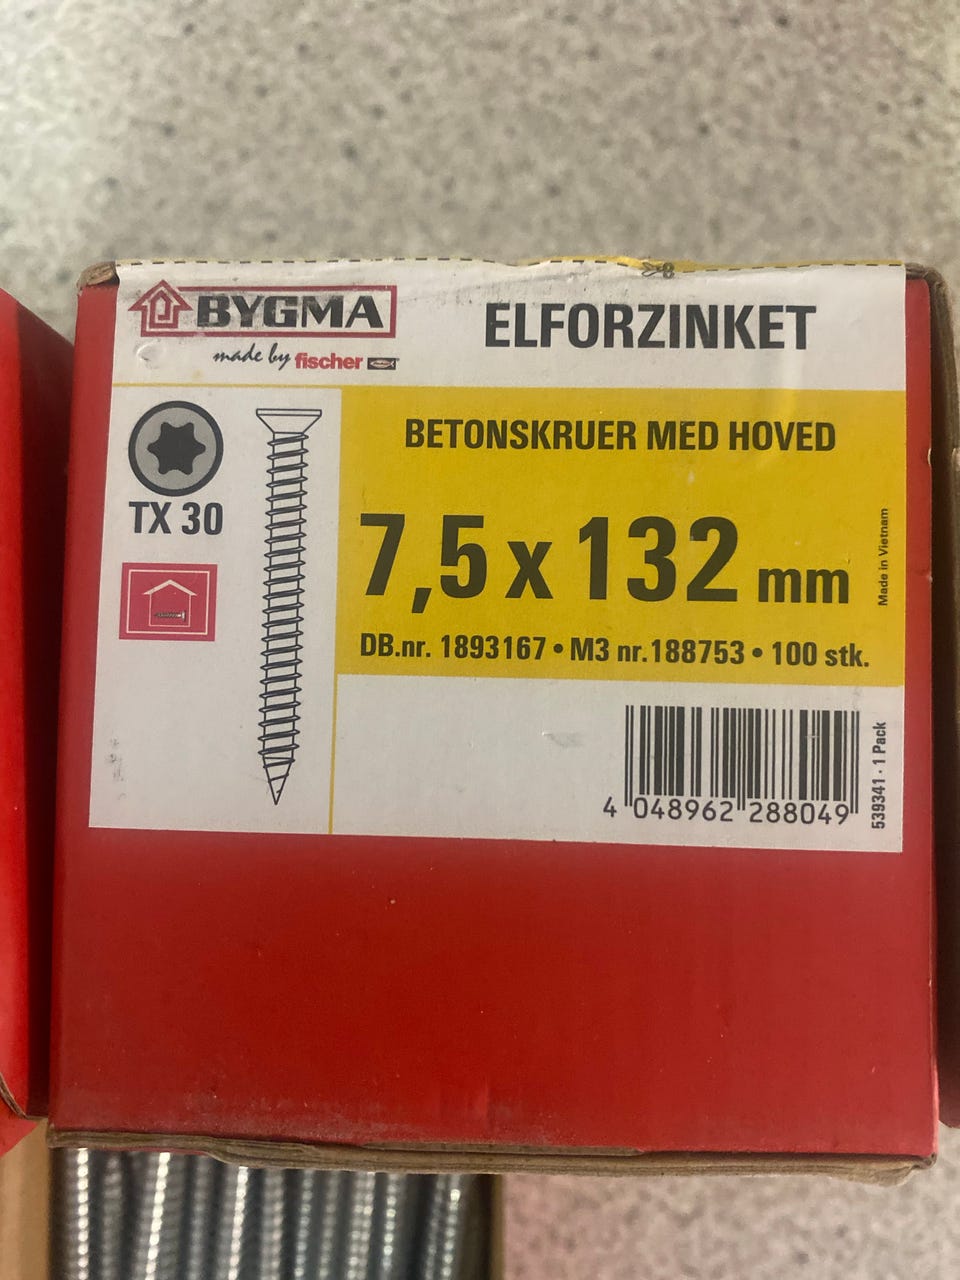 BYGMA
made by fischer
ELFORZINKET
TX 30
BETONSKRUER MED HOVED
7,5 x 132 mm
DB.nr. 1893167 • M3 nr.188753 • 100 stk.
Made in Vietnam
4 048962 288049
539341 · 1 Pack